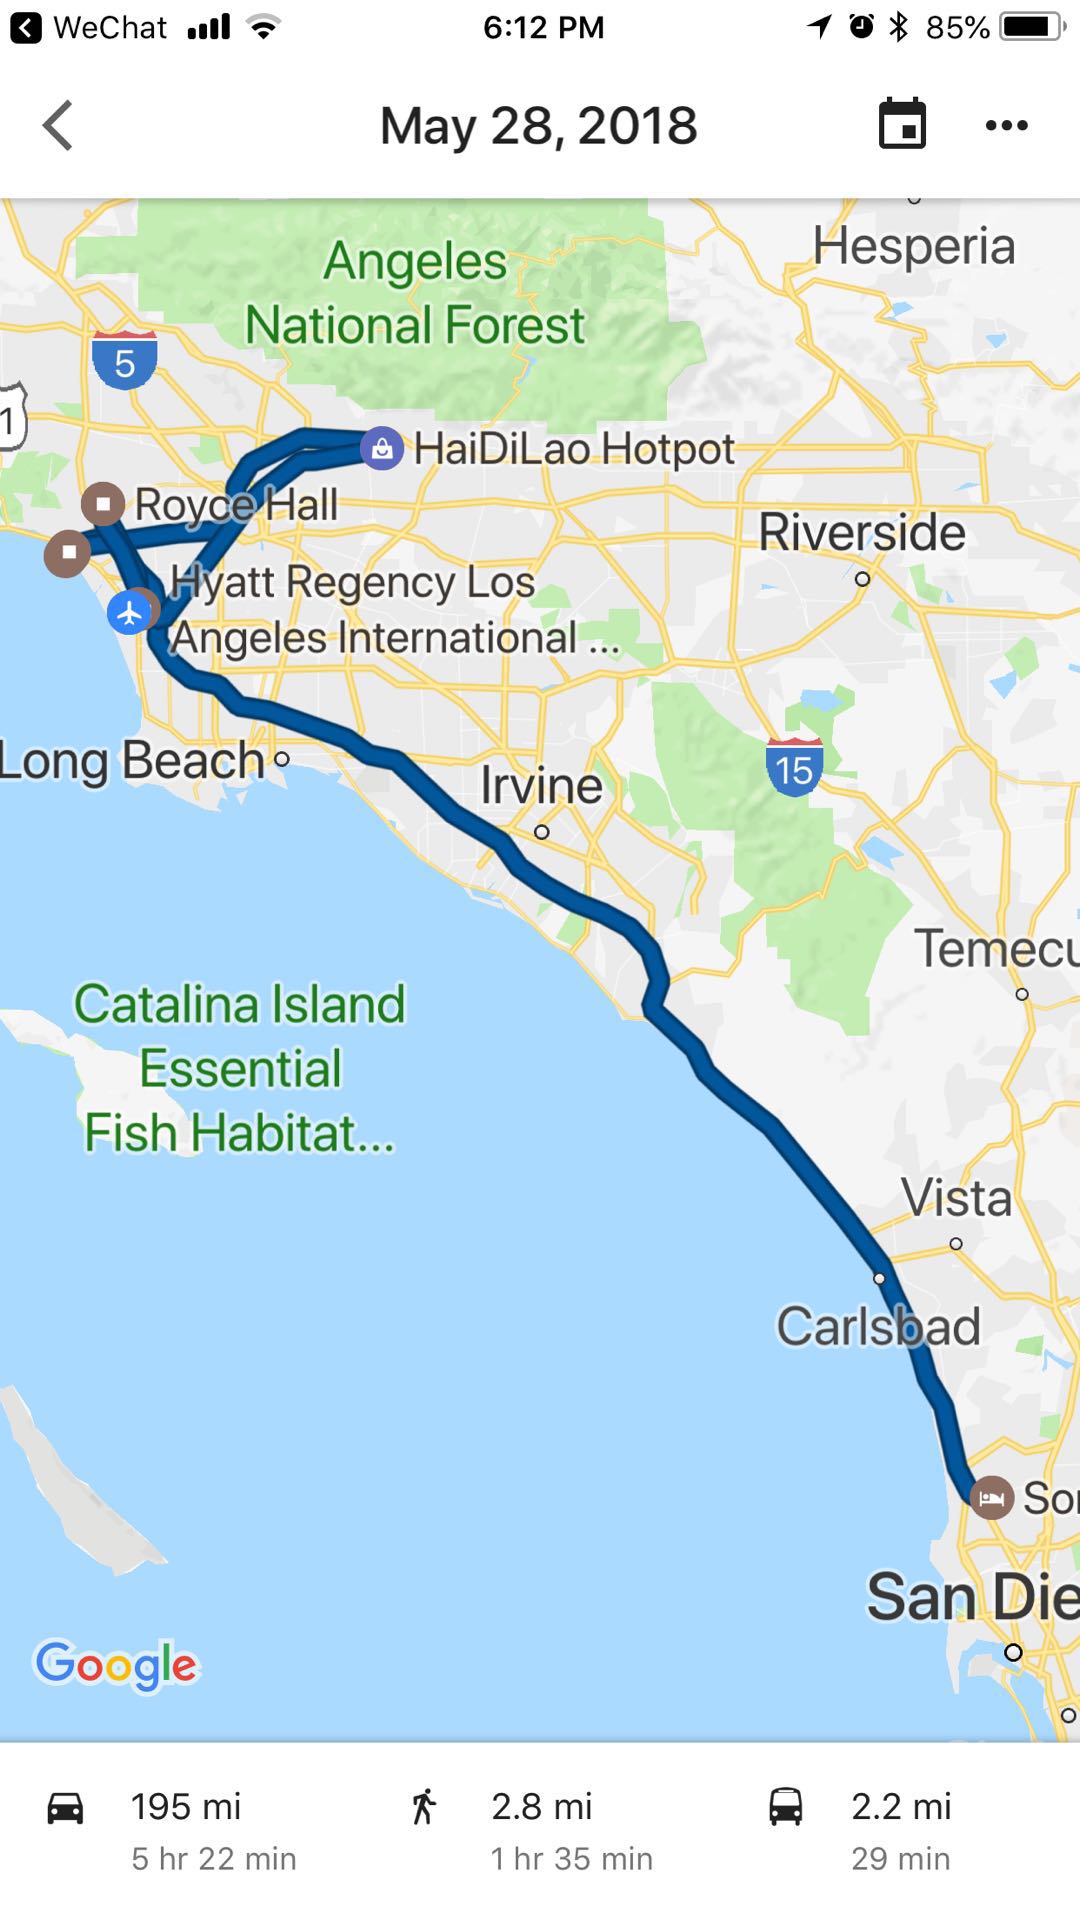 WeChat 6:12 PM 85%
May 28, 2018
Hesperia
Angeles
National Forest
5
1
HaiDiLao Hotpot
Royce Hall
Riverside
Hyatt Regency Los
Angeles International ...
Long Beach
Irvine
15
Temecu
Catalina Island
Essential
Fish Habitat...
Vista
Carlsbad
So
San Die
Google
195 mi 2.8 mi 2.2 mi
5 hr 22 min 1 hr 35 min 29 min